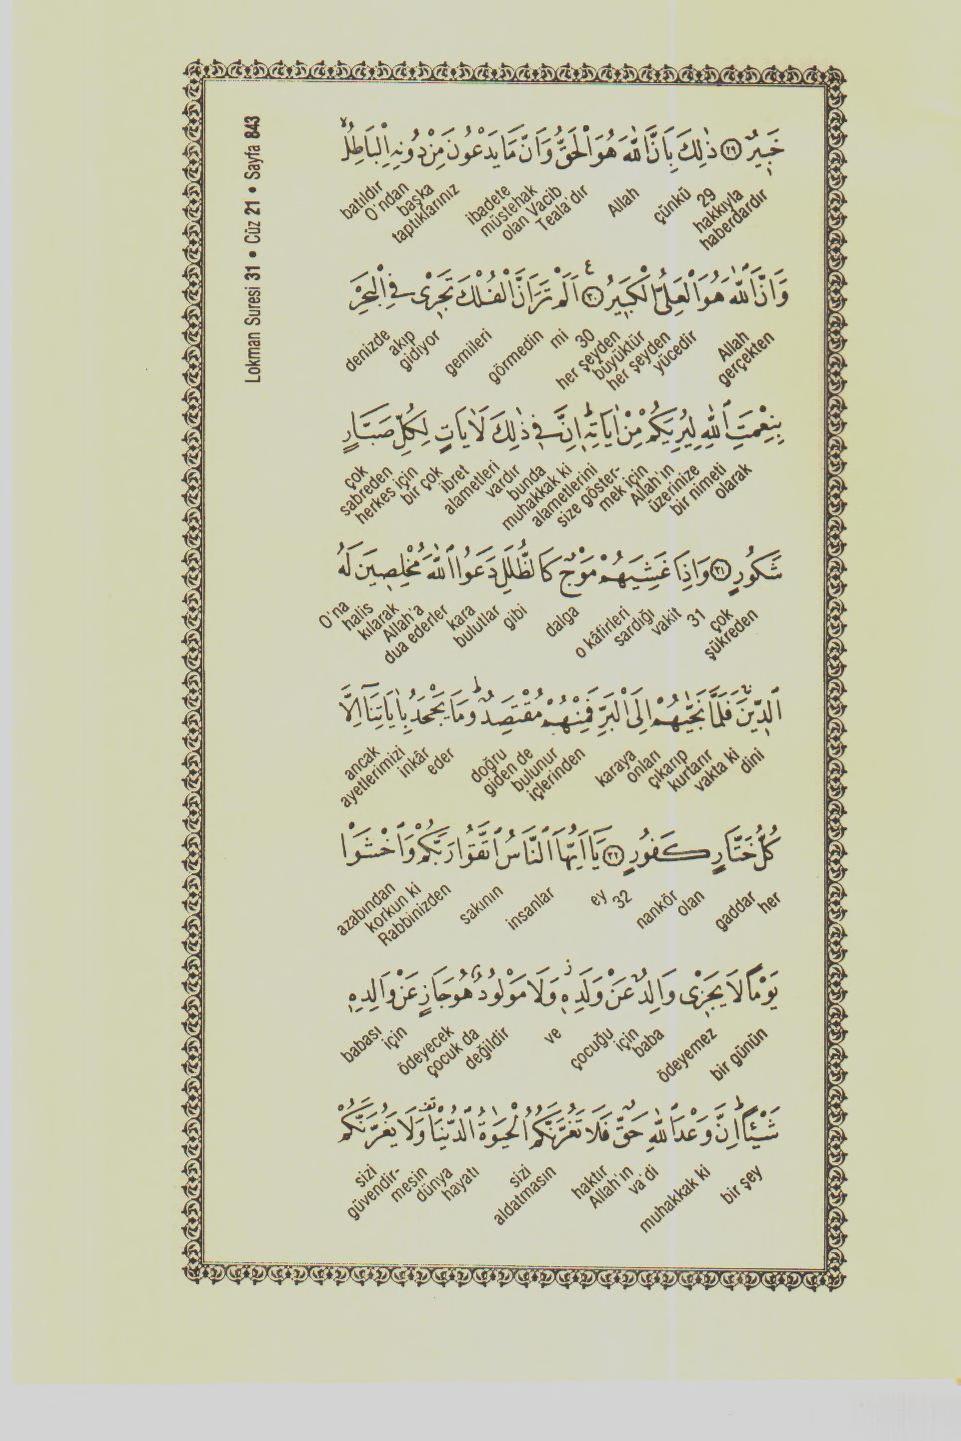 Lokman Suresi 31 • Cüz 21 • Sayfa 843
خَبِيرٌ ﴿٢٩﴾ ذٰلِكَ بِاَنَّ اللّٰهَ هُوَ الْحَقُّ وَاَنَّ مَا يَدْعُونَ مِنْ دُونِهِ الْبَاطِلُ
hakkıyla haberdardır 29 çünkü Allah ibadete müstehak olan Vacib Teala'dır başka taptıklarınız O'ndan batıldır
وَاَنَّ اللّٰهَ هُوَ الْعَلِىُّ الْكَبِيرُ ﴿٣٠﴾ اَلَمْ تَرَ اَنَّ الْفُلْكَ تَجْرٖى فِى الْبَحْرِ
gerçekten Allah her şeyden yücedir her şeyden büyüktür 30 mi görmedin gemileri akıp gidiyor denizde
بِنِعْمَتِ اللّٰهِ لِيُرِيَكُمْ مِنْ اٰيَاتِهٖ اِنَّ فٖى ذٰلِكَ لَاٰيَاتٍ لِكُلِّ صَبَّارٍ
olarak bir nimeti üzerinize Allah'ın size göster- mek için alametlerini muhakkak ki bunda vardır ibret alametleri bir çok herkes için çok sabreden
شَكُورٍ ﴿٣١﴾ وَاِذَا غَشِيَهُمْ مَوْجٌ كَالظُّلَلِ دَعَوُا اللّٰهَ مُخْلِصٖينَ لَهُ
çok şükreden 31 vakit o kâfirleri sardığı dalga gibi kara bulutlar Allah'a dua ederler halis kılarak O'na
الدّٖينَ فَلَمَّا نَجّٰيهُمْ اِلَى الْبَرِّ فَمِنْهُمْ مُقْتَصِدٌ وَمَا يَجْحَدُ بِاٰيَاتِنَا اِلَّا
dini vakta ki çıkarıp kurtarır onları karaya içlerinden bulunur doğru giden de eder inkâr ayetlerimizi ancak
كُلُّ خَتَّارٍ كَفُورٍ ﴿٣٢﴾ يَا اَيُّهَا النَّاسُ اتَّقُوا رَبَّكُمْ وَاخْشَوْا
her gaddar olan nankör 32 ey insanlar sakının Rabbinizden korkun ki azabından
يَوْمًا لَا يَجْزٖى وَالِدٌ عَنْ وَلَدِهٖ وَلَا مَوْلُودٌ هُوَ جَازٍ عَنْ وَالِدِهٖ
bir günün ödeyemez baba için çocuğu ve değildir çocuk da ödeyecek için babası
شَيْئًا اِنَّ وَعْدَ اللّٰهِ حَقٌّ فَلَا تَغُرَّنَّكُمُ الْحَيٰوةُ الدُّنْيَا وَلَا يَغُرَّنَّكُمْ
bir şey muhakkak ki va'di Allah'ın haktır aldatmasın sizi hayatı dünya güvendir- mesin sizi